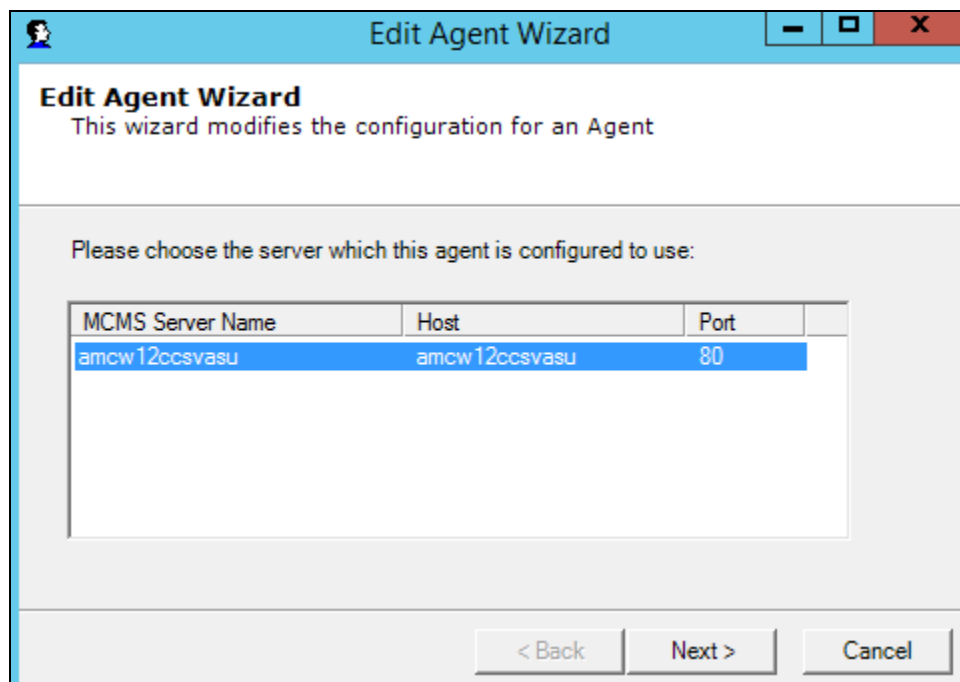 Edit Agent Wizard
Edit Agent Wizard
This wizard modifies the configuration for an Agent
Please choose the server which this agent is configured to use:
MCMS Server Name Host Port
amcw12ccsvasu amcw12ccsvasu 80
< Back Next > Cancel